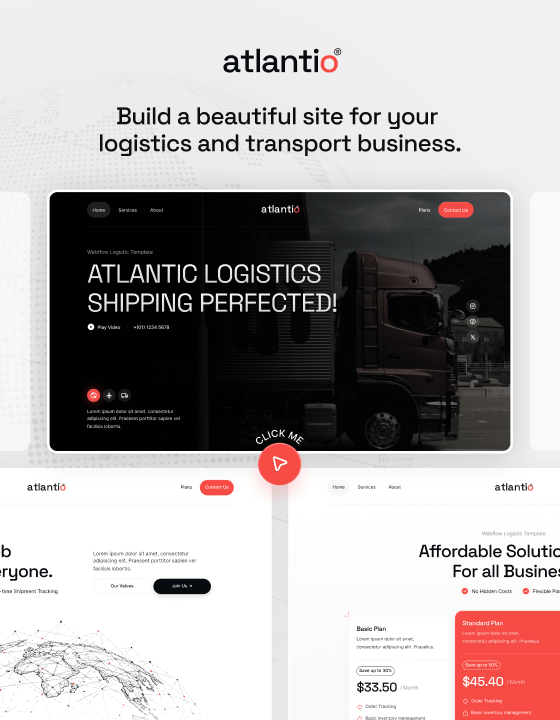 atlantio®
Build a beautiful site for your
logistics and transport business.
Home Services About
atlantio
Plans Contact Us
Webflow Logistic Template
ATLANTIC LOGISTICS
SHIPPING PERFECTED!
Play Video +(01) 1234 5678
Lorem ipsum dolor sit amet, consectetur
adipiscing elit. Praesent porttitor sapien vel
facilisis lobortis.
CLICK ME
atlantio
Plans Contact Us
b
eryone.
-time Shipment Tracking
Lorem ipsum dolor sit amet, consectetur
adipiscing elit. Praesent porttitor sapien vel
facilisis lobortis.
Our Values Join Us →
Home Services About
atlantio
Webflow Logistic Template
Affordable Solutio
For all Busines
No Hidden Costs Flexible Pla
Basic Plan
Lorem ipsum dolor sit amet,
consectetur adipiscing elit. Phasellus.
Save up to 30%
$33.50 / Month
Order Tracking
Basic inventory management
Standard Plan
Lorem ipsum dolor sit amet,
consectetur adipiscing elit. Phasellus.
Save up to 50%
$45.40 / Month
Order Tracking
Basic inventory management